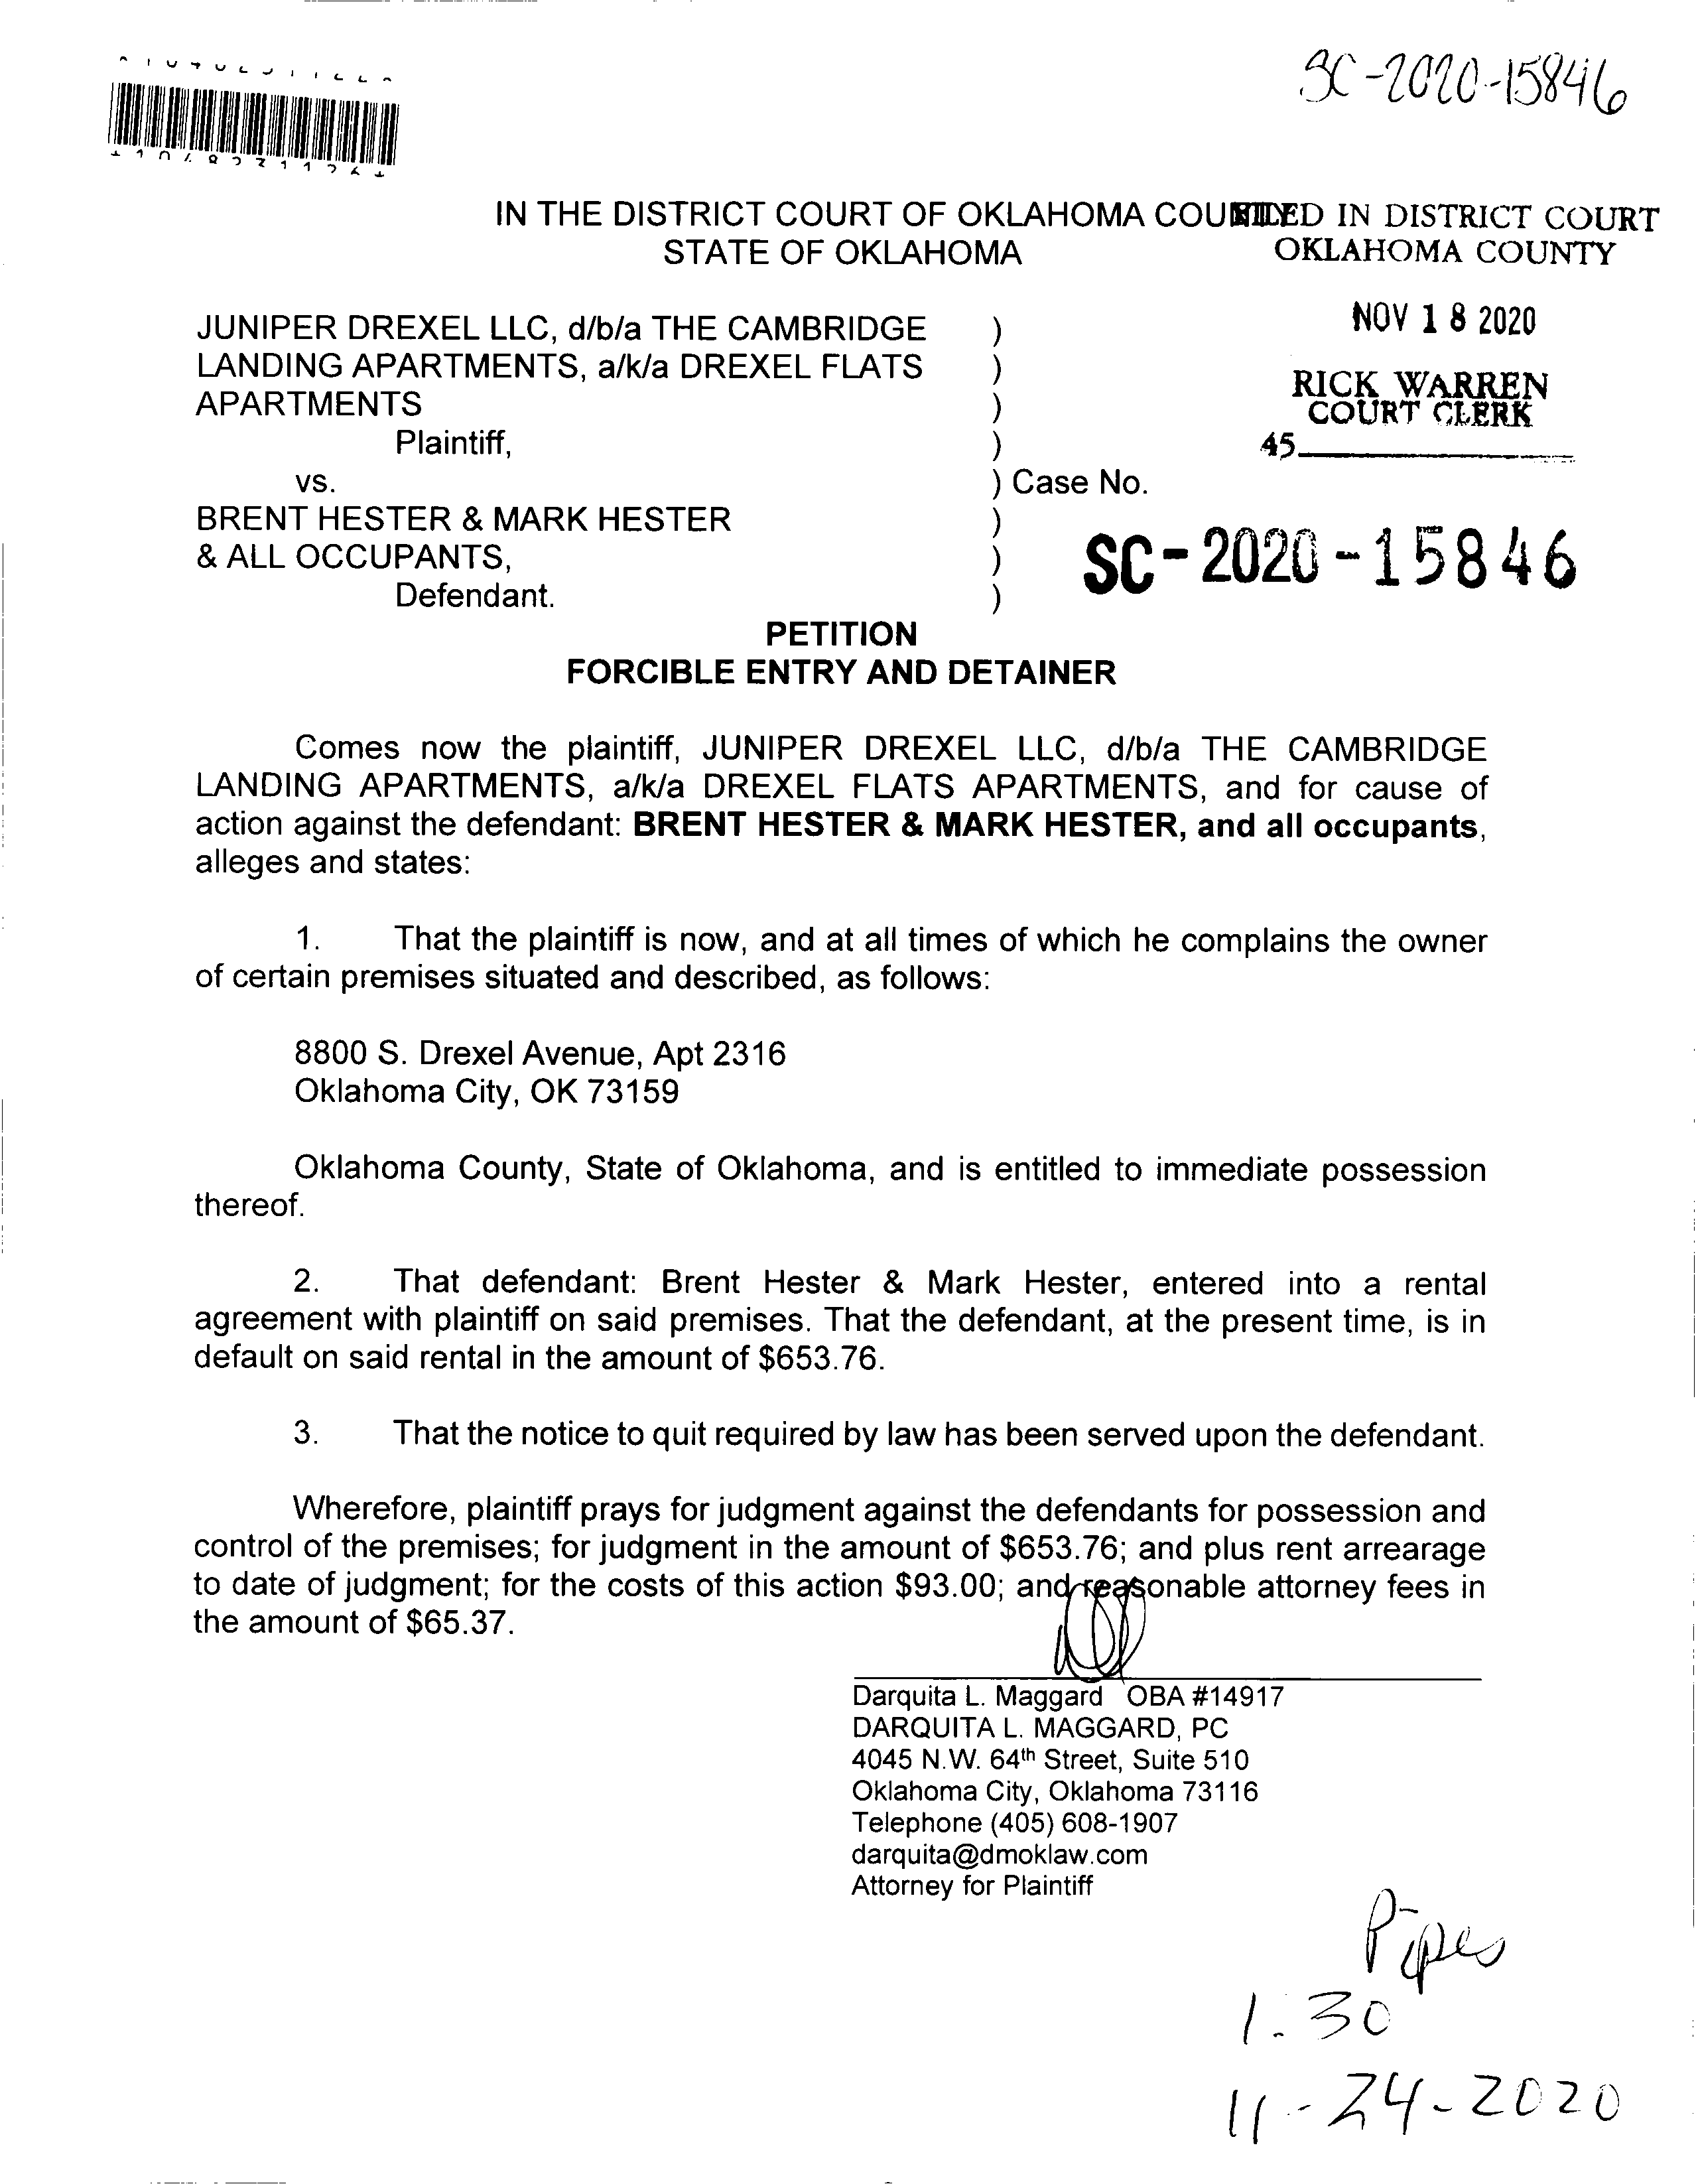 SC-2020-15846
IN THE DISTRICT COURT OF OKLAHOMA COUNTY
FILED IN DISTRICT COURT
STATE OF OKLAHOMA
OKLAHOMA COUNTY
NOV 18 2020
RICK WARREN
COURT CLERK
45
JUNIPER DREXEL LLC, d/b/a THE CAMBRIDGE )
LANDING APARTMENTS, a/k/a DREXEL FLATS )
APARTMENTS )
Plaintiff, )
vs. ) Case No.
BRENT HESTER & MARK HESTER )
& ALL OCCUPANTS, )
SC-2020-15846
Defendant. )
PETITION
FORCIBLE ENTRY AND DETAINER
Comes now the plaintiff, JUNIPER DREXEL LLC, d/b/a THE CAMBRIDGE
LANDING APARTMENTS, a/k/a DREXEL FLATS APARTMENTS, and for cause of
action against the defendant: BRENT HESTER & MARK HESTER, and all occupants,
alleges and states:
1. That the plaintiff is now, and at all times of which he complains the owner
of certain premises situated and described, as follows:
8800 S. Drexel Avenue, Apt 2316
Oklahoma City, OK 73159
Oklahoma County, State of Oklahoma, and is entitled to immediate possession
thereof.
2. That defendant: Brent Hester & Mark Hester, entered into a rental
agreement with plaintiff on said premises. That the defendant, at the present time, is in
default on said rental in the amount of $653.76.
3. That the notice to quit required by law has been served upon the defendant.
Wherefore, plaintiff prays for judgment against the defendants for possession and
control of the premises; for judgment in the amount of $653.76; and plus rent arrearage
to date of judgment; for the costs of this action $93.00; and reasonable attorney fees in
the amount of $65.37.
Darquita L. Maggard OBA #14917
DARQUITA L. MAGGARD, PC
4045 N.W. 64th Street, Suite 510
Oklahoma City, Oklahoma 73116
Telephone (405) 608-1907
darquita@dmoklaw.com
Attorney for Plaintiff
Pipes
1:30
11-24-2020